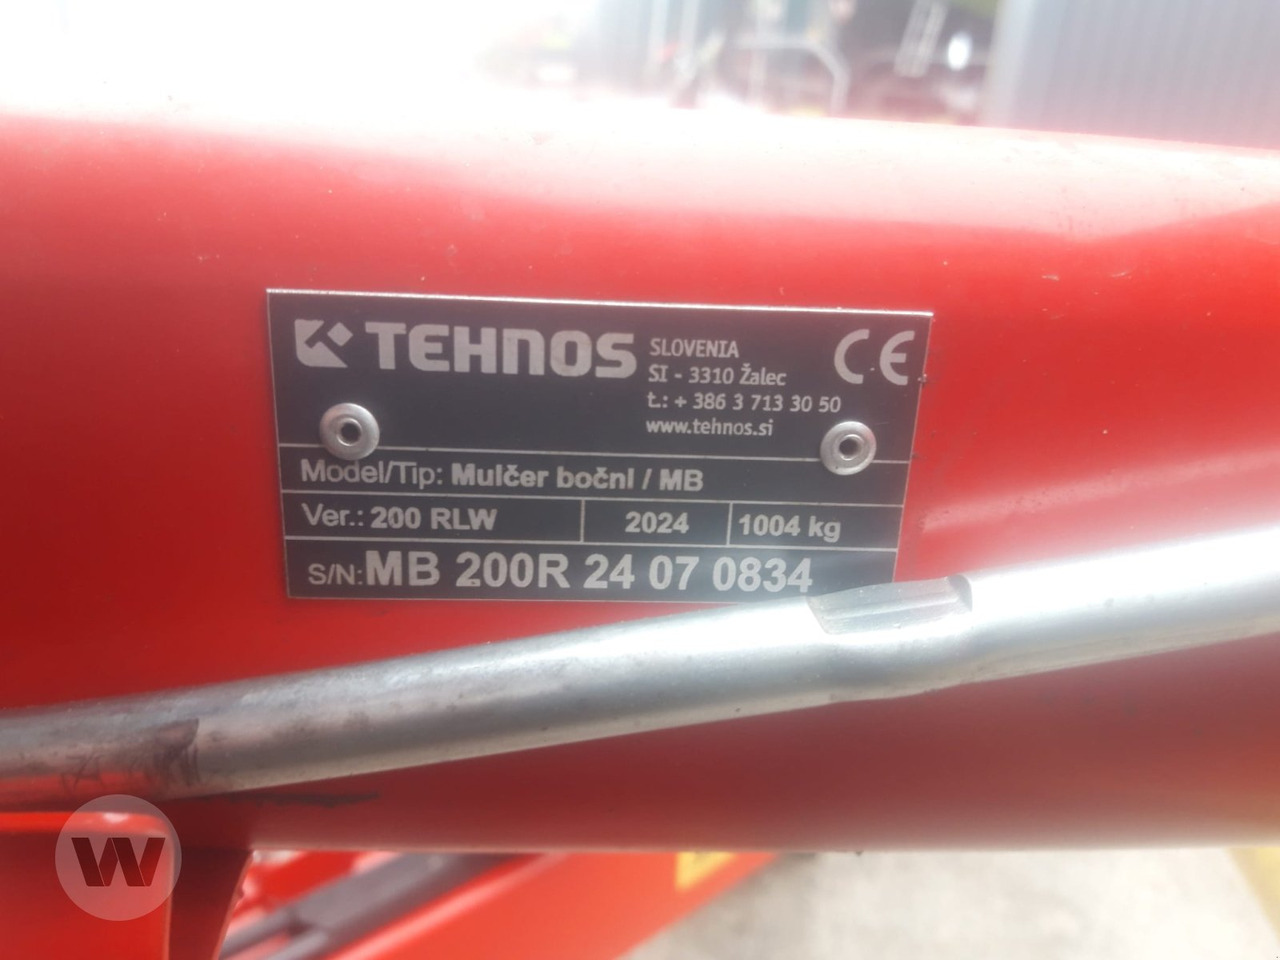 TEHNOS
SLOVENIA
SI - 3310 Žalec
t.: + 386 3 713 30 50
www.tehnos.si
CE
Model/Tip: Mulčer bočni / MB
Ver.: 200 RLW 2024 1004 kg
S/N: MB 200R 24 07 0834
W